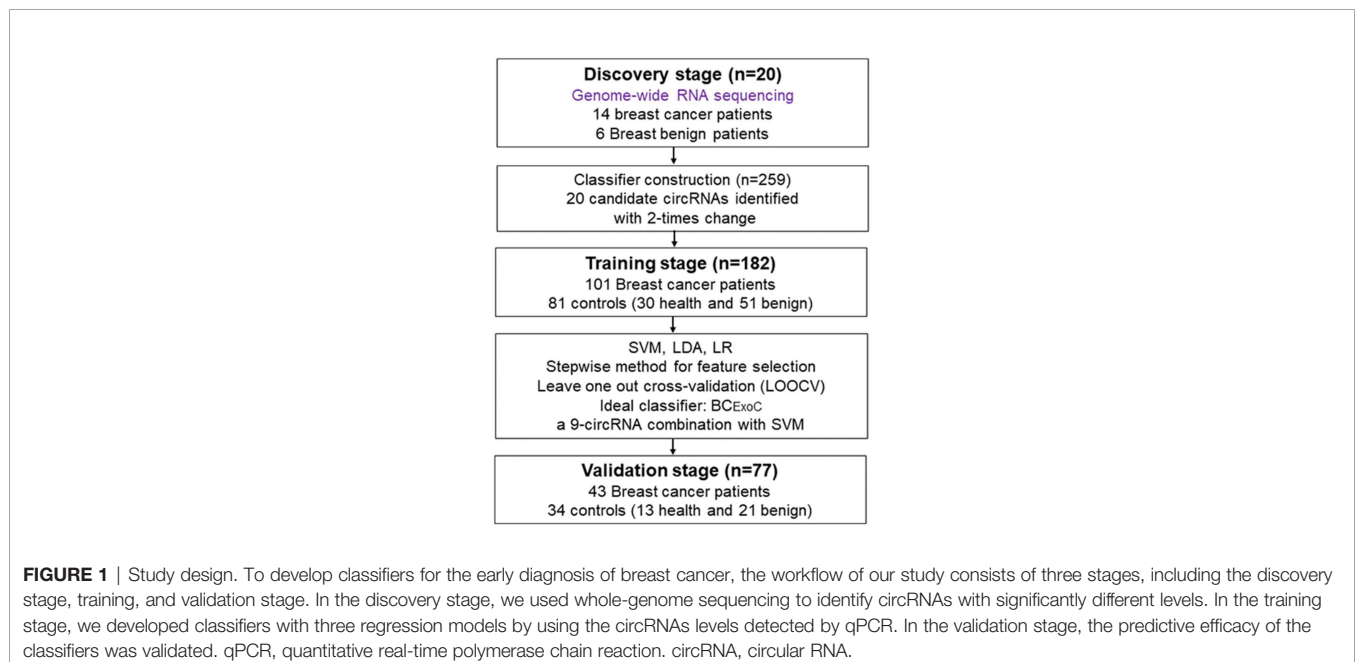 Discovery stage (n=20)
Genome-wide RNA sequencing
14 breast cancer patients
6 Breast benign patients
Classifier construction (n=259)
20 candidate circRNAs identified
with 2-times change
Training stage (n=182)
101 Breast cancer patients
81 controls (30 health and 51 benign)
SVM, LDA, LR
Stepwise method for feature selection
Leave one out cross-validation (LOOCV)
Ideal classifier: BCExoC
a 9-circRNA combination with SVM
Validation stage (n=77)
43 Breast cancer patients
34 controls (13 health and 21 benign)
FIGURE 1 | Study design. To develop classifiers for the early diagnosis of breast cancer, the workflow of our study consists of three stages, including the discovery
stage, training, and validation stage. In the discovery stage, we used whole-genome sequencing to identify circRNAs with significantly different levels. In the training
stage, we developed classifiers with three regression models by using the circRNAs levels detected by qPCR. In the validation stage, the predictive efficacy of the
classifiers was validated. qPCR, quantitative real-time polymerase chain reaction. circRNA, circular RNA.